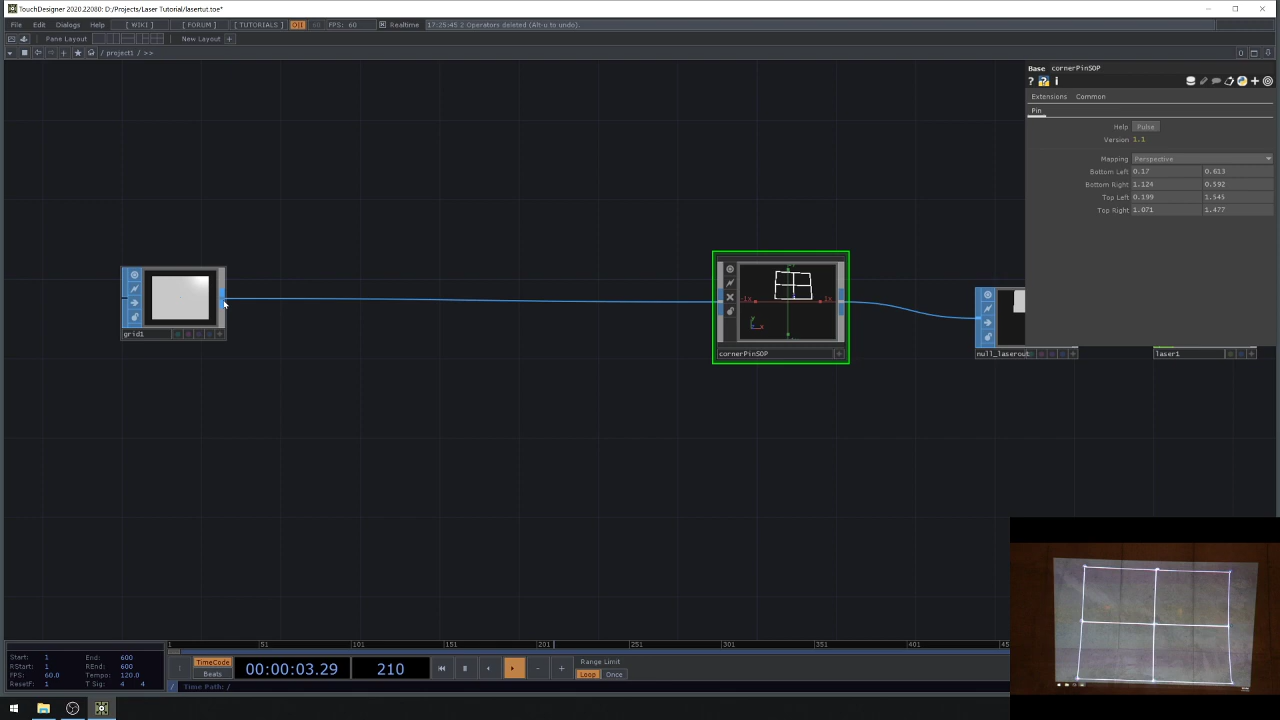 TouchDesigner 2020.22080: D:/Projects/Laser Tutorial/lasertut.toe*
File Edit Dialogs Help [ WIKI ] [ FORUM ] [ TUTORIALS ] FPS: 60 Realtime 17:25:45 2 Operators deleted (Alt-u to undo).
Pane Layout New Layout +
/ project1 / >>
Base cornerPinSOP
? i
Extensions Common
Pin
Help Pulse
Version 1.1
Mapping Perspective
Bottom Left 0.17 0.613
Bottom Right 1.124 0.592
Top Left 0.199 1.545
Top Right 1.071 1.477
grid1
cornerPinSOP
null_laserout
laser1
1 51 101 151 201 251 301 351 401
Start: 1 End: 600
RStart: 1 REnd: 600
FPS: 60.0 Tempo: 120.0
ResetF: 1 T Sig: 4 4
TimeCode
Beats
00:00:03.29
210
Range Limit
Loop Once
/ Time Path: /